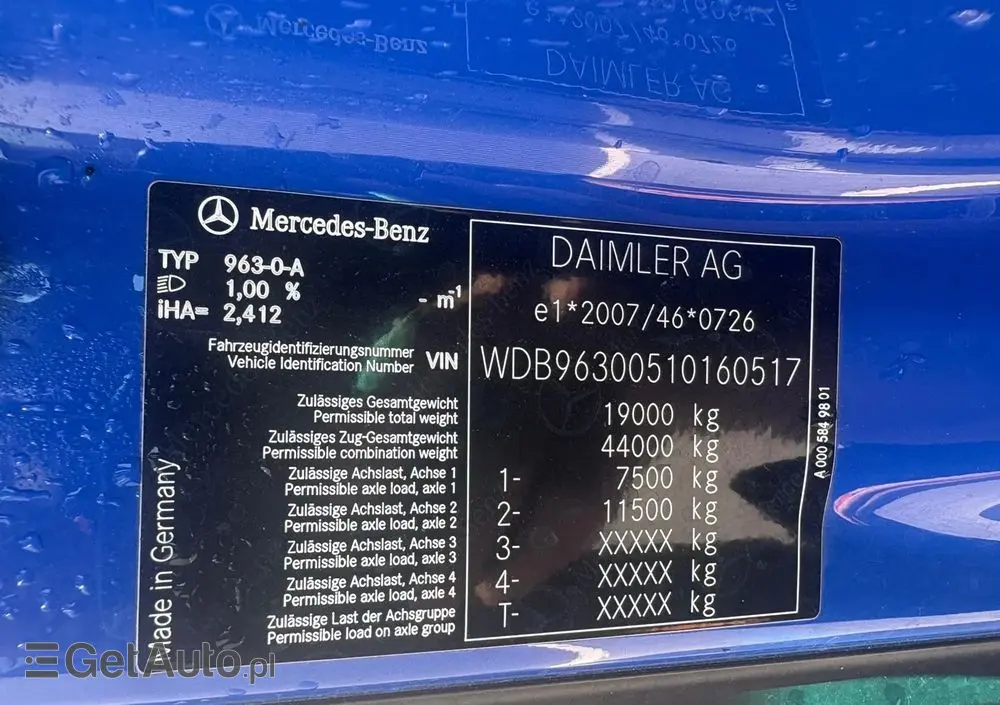 Mercedes-Benz
TYP 963-0-A
1,00 %
- m⁻¹
iHA= 2,412
DAIMLER AG
e1*2007/46*0726
Fahrzeugidentifizierungsnummer
Vehicle Identification Number
VIN
WDB96300510160517
Zulässiges Gesamtgewicht
Permissible total weight
19000 kg
Zulässiges Zug-Gesamtgewicht
Permissible combination weight
44000 kg
Zulässige Achslast, Achse 1
Permissible axle load, axle 1
1- 7500 kg
Zulässige Achslast, Achse 2
Permissible axle load, axle 2
2- 11500 kg
Zulässige Achslast, Achse 3
Permissible axle load, axle 3
3- XXXXX kg
Zulässige Achslast, Achse 4
Permissible axle load, axle 4
4- XXXXX kg
Zulässige Last der Achsgruppe
Permissible load on axle group
T- XXXXX kg
Made in Germany
A 000 584 98 01
GetAuto.pl